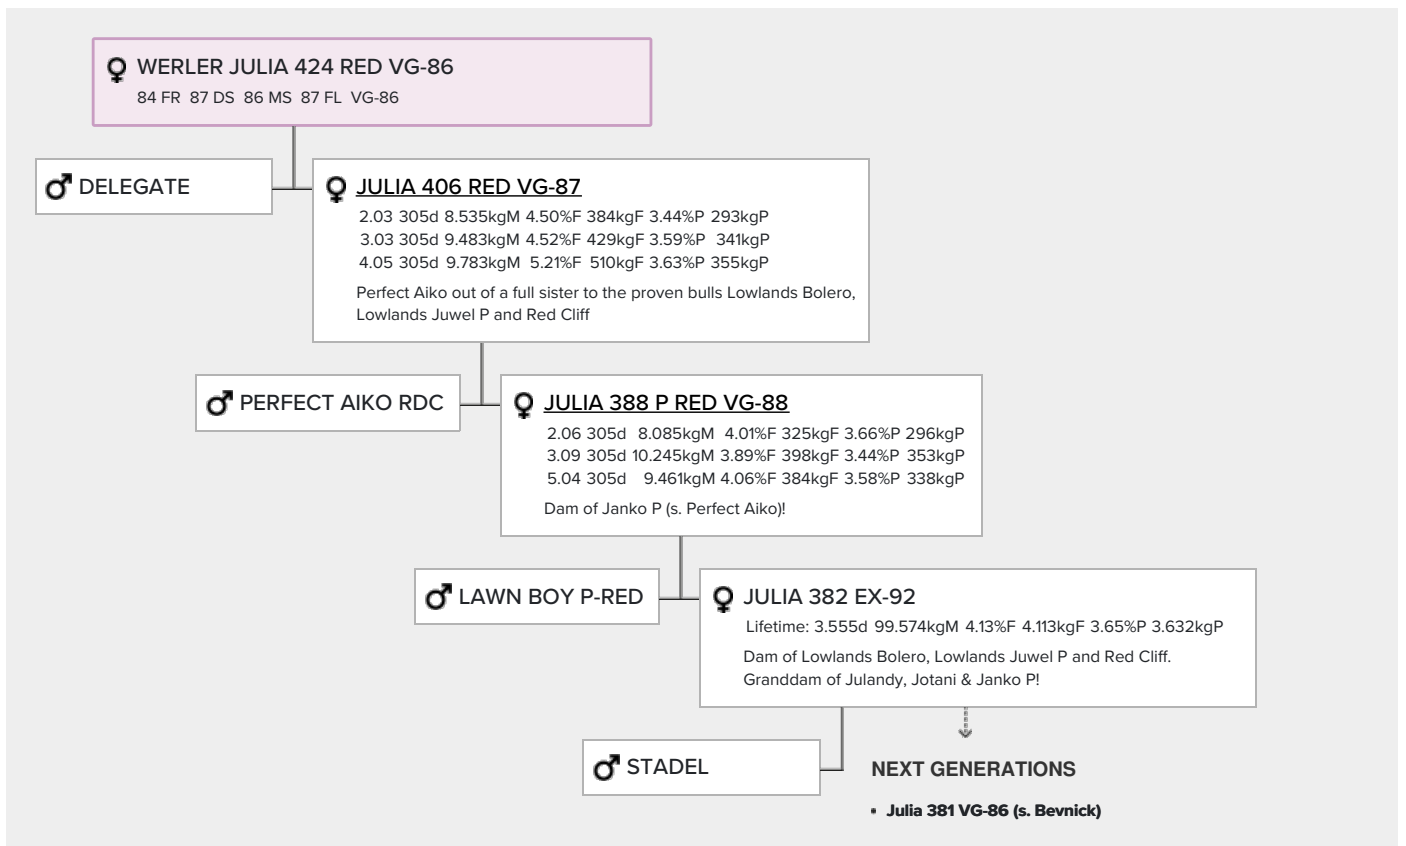 WERLER JULIA 424 RED VG-86
84 FR 87 DS 86 MS 87 FL VG-86
DELEGATE
JULIA 406 RED VG-87
2.03 305d 8.535kgM 4.50%F 384kgF 3.44%P 293kgP
3.03 305d 9.483kgM 4.52%F 429kgF 3.59%P 341kgP
4.05 305d 9.783kgM 5.21%F 510kgF 3.63%P 355kgP
Perfect Aiko out of a full sister to the proven bulls Lowlands Bolero,
Lowlands Juwel P and Red Cliff
PERFECT AIKO RDC
JULIA 388 P RED VG-88
2.06 305d 8.085kgM 4.01%F 325kgF 3.66%P 296kgP
3.09 305d 10.245kgM 3.89%F 398kgF 3.44%P 353kgP
5.04 305d 9.461kgM 4.06%F 384kgF 3.58%P 338kgP
Dam of Janko P (s. Perfect Aiko)!
LAWN BOY P-RED
JULIA 382 EX-92
Lifetime: 3.555d 99.574kgM 4.13%F 4.113kgF 3.65%P 3.632kgP
Dam of Lowlands Bolero, Lowlands Juwel P and Red Cliff.
Granddam of Julandy, Jotani & Janko P!
STADEL
NEXT GENERATIONS
• Julia 381 VG-86 (s. Bevnick)